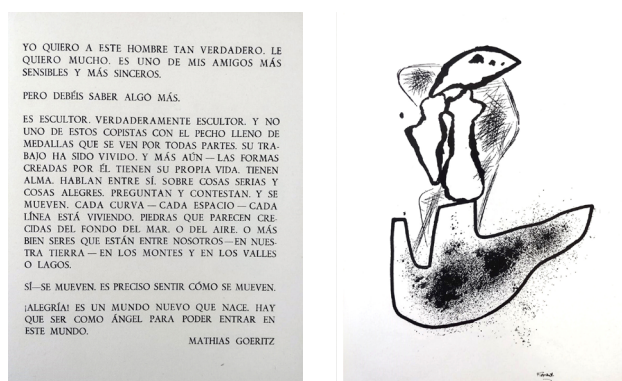 YO QUIERO A ESTE HOMBRE TAN VERDADERO. LE
QUIERO MUCHO. ES UNO DE MIS AMIGOS MÁS
SENSIBLES Y MÁS SINCEROS.
PERO DEBÉIS SABER ALGO MÁS.
ES ESCULTOR. VERDADERAMENTE ESCULTOR. Y NO
UNO DE ESTOS COPISTAS CON EL PECHO LLENO DE
MEDALLAS QUE SE VEN POR TODAS PARTES. SU TRA-
BAJO HA SIDO VIVIDO. Y MÁS AÚN — LAS FORMAS
CREADAS POR ÉL TIENEN SU PROPIA VIDA. TIENEN
ALMA. HABLAN ENTRE SÍ. SOBRE COSAS SERIAS Y
COSAS ALEGRES. PREGUNTAN Y CONTESTAN. Y SE
MUEVEN. CADA CURVA — CADA ESPACIO — CADA
LÍNEA ESTÁ VIVIENDO. PIEDRAS QUE PARECEN CRE-
CIDAS DEL FONDO DEL MAR. O DEL AIRE. O MÁS
BIEN SERES QUE ESTÁN ENTRE NOSOTROS — EN NUES-
TRA TIERRA — EN LOS MONTES Y EN LOS VALLES
O LAGOS.
SÍ—SE MUEVEN. ES PRECISO SENTIR CÓMO SE MUEVEN.
¡ALEGRÍA! ES UN MUNDO NUEVO QUE NACE. HAY
QUE SER COMO ÁNGEL PARA PODER ENTRAR EN
ESTE MUNDO.
MATHIAS GOERITZ